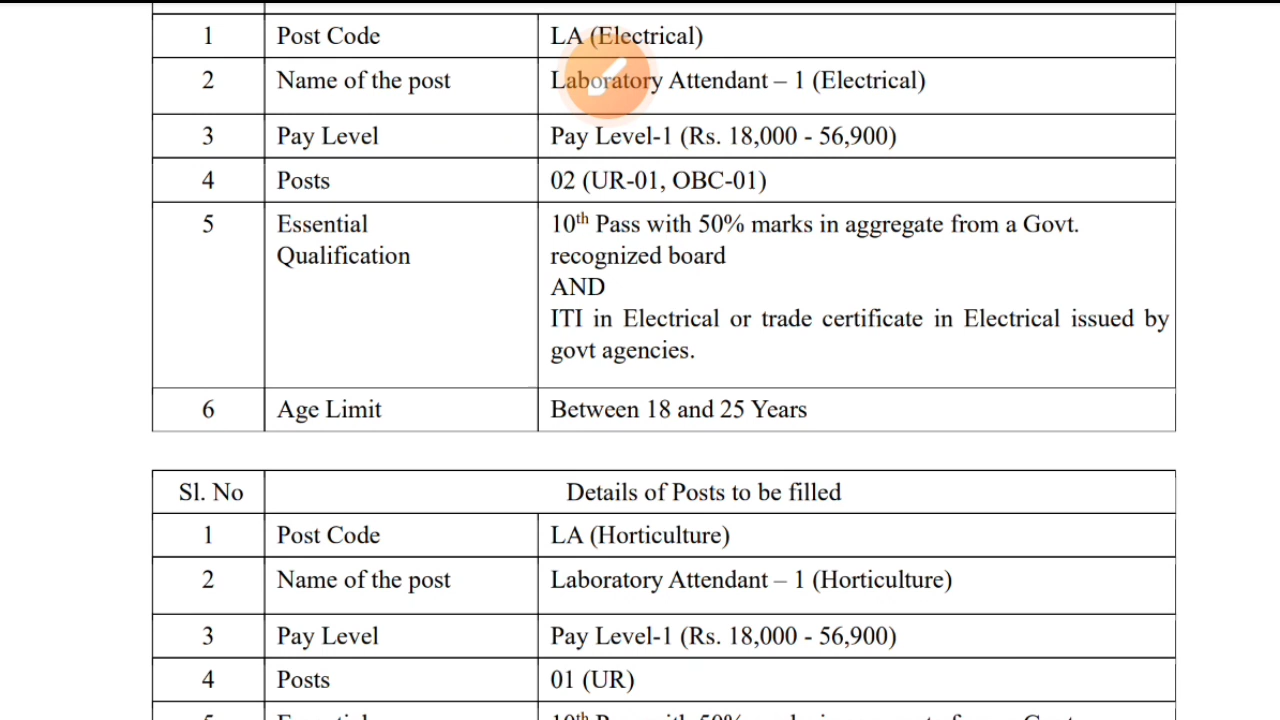 1 Post Code LA (Electrical)
2 Name of the post Laboratory Attendant – 1 (Electrical)
3 Pay Level Pay Level-1 (Rs. 18,000 - 56,900)
4 Posts 02 (UR-01, OBC-01)
5 Essential 10th Pass with 50% marks in aggregate from a Govt.
Qualification recognized board
AND
ITI in Electrical or trade certificate in Electrical issued by
govt agencies.
6 Age Limit Between 18 and 25 Years
Sl. No Details of Posts to be filled
1 Post Code LA (Horticulture)
2 Name of the post Laboratory Attendant – 1 (Horticulture)
3 Pay Level Pay Level-1 (Rs. 18,000 - 56,900)
4 Posts 01 (UR)